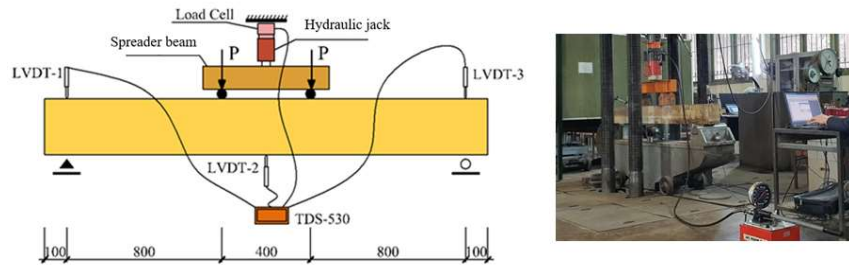 Load Cell
Hydraulic jack
Spreader beam
P
P
LVDT-1
LVDT-3
LVDT-2
TDS-530
100 800 400 800 100